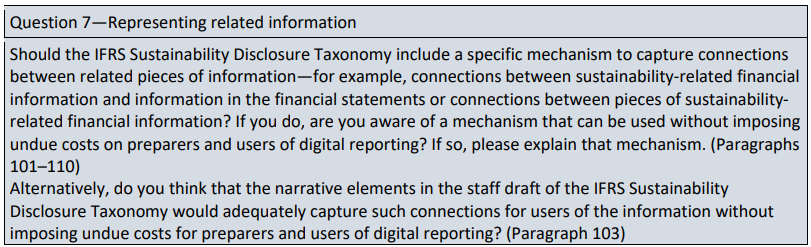 Question 7—Representing related information
Should the IFRS Sustainability Disclosure Taxonomy include a specific mechanism to capture connections
between related pieces of information—for example, connections between sustainability-related financial
information and information in the financial statements or connections between pieces of sustainability-
related financial information? If you do, are you aware of a mechanism that can be used without imposing
undue costs on preparers and users of digital reporting? If so, please explain that mechanism. (Paragraphs
101–110)
Alternatively, do you think that the narrative elements in the staff draft of the IFRS Sustainability
Disclosure Taxonomy would adequately capture such connections for users of the information without
imposing undue costs for preparers and users of digital reporting? (Paragraph 103)